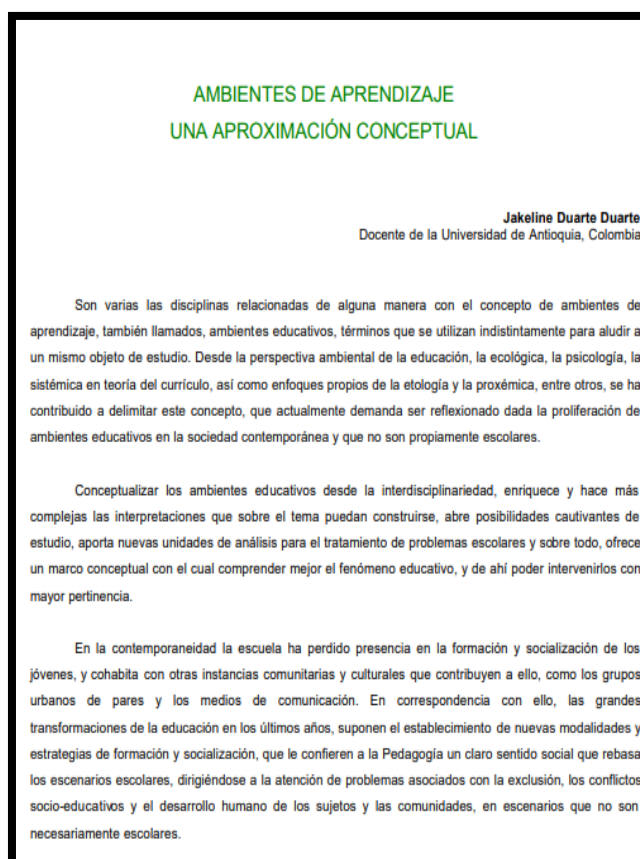 AMBIENTES DE APRENDIZAJE
UNA APROXIMACIÓN CONCEPTUAL
Jakeline Duarte Duarte
Docente de la Universidad de Antioquia, Colombia
Son varias las disciplinas relacionadas de alguna manera con el concepto de ambientes de
aprendizaje, también llamados, ambientes educativos, términos que se utilizan indistintamente para aludir a
un mismo objeto de estudio. Desde la perspectiva ambiental de la educación, la ecológica, la psicología, la
sistémica en teoría del currículo, así como enfoques propios de la etología y la proxémica, entre otros, se ha
contribuido a delimitar este concepto, que actualmente demanda ser reflexionado dada la proliferación de
ambientes educativos en la sociedad contemporánea y que no son propiamente escolares.
Conceptualizar los ambientes educativos desde la interdisciplinariedad, enriquece y hace más
complejas las interpretaciones que sobre el tema puedan construirse, abre posibilidades cautivantes de
estudio, aporta nuevas unidades de análisis para el tratamiento de problemas escolares y sobre todo, ofrece
un marco conceptual con el cual comprender mejor el fenómeno educativo, y de ahí poder intervenirlos con
mayor pertinencia.
En la contemporaneidad la escuela ha perdido presencia en la formación y socialización de los
jóvenes, y cohabita con otras instancias comunitarias y culturales que contribuyen a ello, como los grupos
urbanos de pares y los medios de comunicación. En correspondencia con ello, las grandes
transformaciones de la educación en los últimos años, suponen el establecimiento de nuevas modalidades y
estrategias de formación y socialización, que le confieren a la Pedagogía un claro sentido social que rebasa
los escenarios escolares, dirigiéndose a la atención de problemas asociados con la exclusión, los conflictos
socio-educativos y el desarrollo humano de los sujetos y las comunidades, en escenarios que no son
necesariamente escolares.